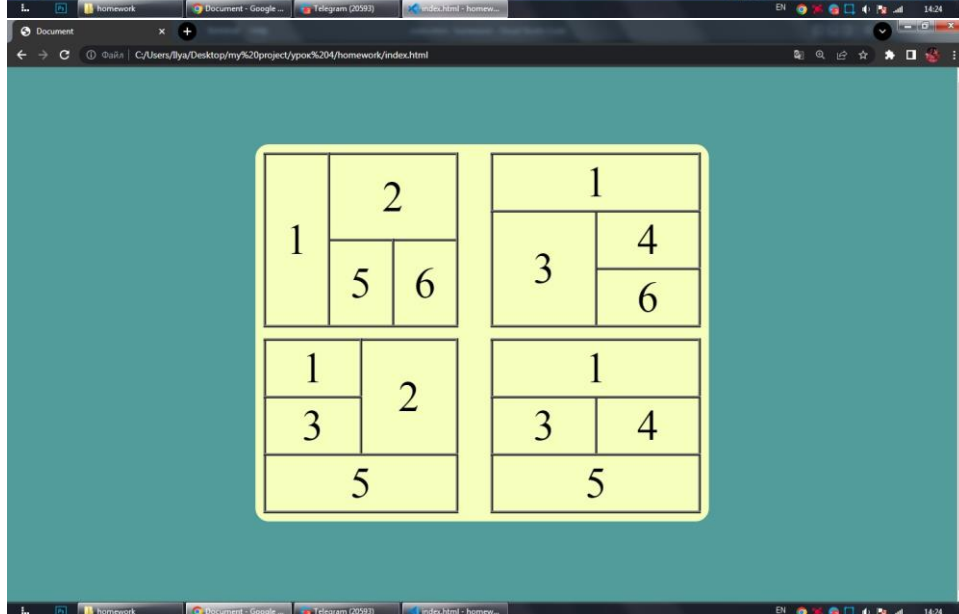 homework
Document - Google ...
Telegram (20593)
index.html - homew...
EN
14:24
Document
Файл
C:/Users/Ilya/Desktop/my%20project/урок%204/homework/index.html
1
2
5
6
1
3
4
6
1
2
3
5
1
3
4
5
homework
Document - Google ...
Telegram (20593)
index.html - homew...
EN
14:24